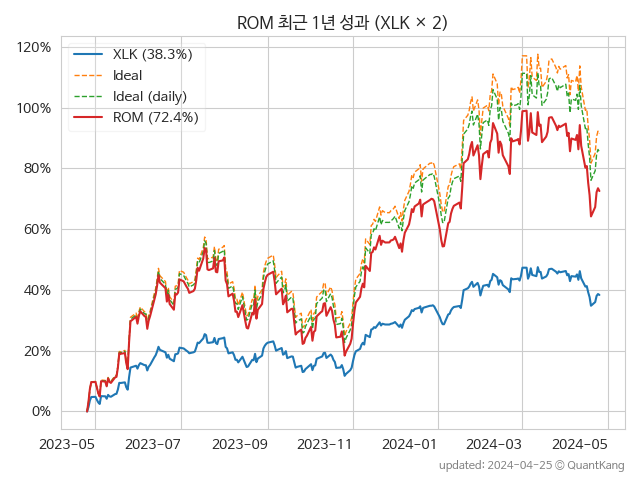 ROM 최근 1년 성과 (XLK × 2)
XLK (38.3%)
Ideal
Ideal (daily)
ROM (72.4%)
120%
100%
80%
60%
40%
20%
0%
2023-05 2023-07 2023-09 2023-11 2024-01 2024-03 2024-05
updated: 2024-04-25 © QuantKang